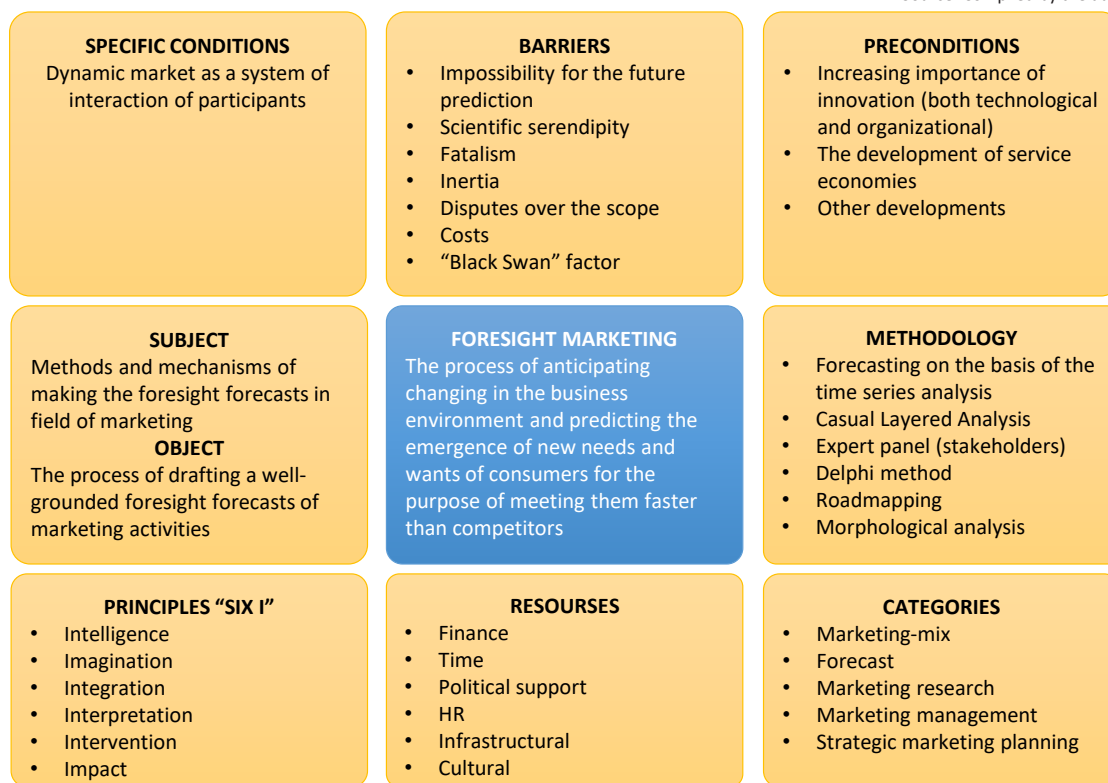 SPECIFIC CONDITIONS
Dynamic market as a system of
interaction of participants
BARRIERS
• Impossibility for the future
prediction
• Scientific serendipity
• Fatalism
• Inertia
• Disputes over the scope
• Costs
• “Black Swan” factor
PRECONDITIONS
• Increasing importance of
innovation (both technological
and organizational)
• The development of service
economies
• Other developments
SUBJECT
Methods and mechanisms of
making the foresight forecasts in
field of marketing
OBJECT
The process of drafting a well-
grounded foresight forecasts of
marketing activities
FORESIGHT MARKETING
The process of anticipating
changing in the business
environment and predicting the
emergence of new needs and
wants of consumers for the
purpose of meeting them faster
than competitors
METHODOLOGY
• Forecasting on the basis of the
time series analysis
• Casual Layered Analysis
• Expert panel (stakeholders)
• Delphi method
• Roadmapping
• Morphological analysis
PRINCIPLES “SIX I”
• Intelligence
• Imagination
• Integration
• Interpretation
• Intervention
• Impact
RESOURSES
• Finance
• Time
• Political support
• HR
• Infrastructural
• Cultural
CATEGORIES
• Marketing-mix
• Forecast
• Marketing research
• Marketing management
• Strategic marketing planning